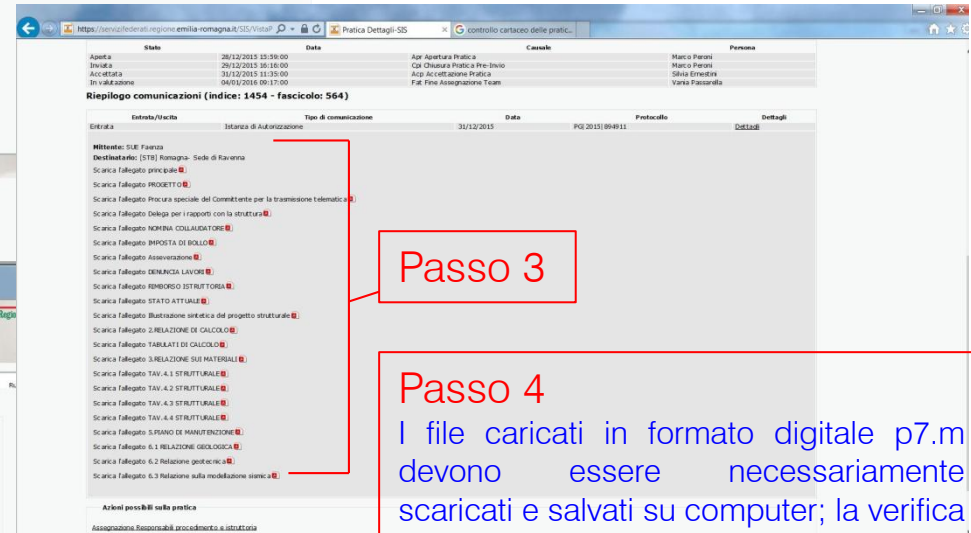 https://servizifederati.regione.emilia-romagna.it/SIS/VistaP
Pratica Dettagli-SIS
controllo cartaceo delle pratic...
Stato Data Causale Persona
Aperta 28/12/2015 15:59:00 Apr Apertura Pratica Marco Peroni
Inviata 29/12/2015 16:16:00 Cpi Chiusura Pratica Pre-Invio Marco Peroni
Accettata 31/12/2015 11:35:00 Acp Accettazione Pratica Silvia Ernestini
In valutazione 04/01/2016 09:17:00 Fat Fine Assegnazione Team Vania Passarella
Riepilogo comunicazioni (indice: 1454 - fascicolo: 564)
Entrata/Uscita Tipo di comunicazione Data Protocollo Dettagli
Entrata Istanza di Autorizzazione 31/12/2015 PG|2015|894911 Dettagli
Mittente: SUE Faenza
Destinatario: [STB] Romagna- Sede di Ravenna
Scarica l'allegato principale
Scarica l'allegato PROGETTO
Scarica l'allegato Procura speciale del Committente per la trasmissione telematica
Scarica l'allegato Delega per i rapporti con la struttura
Scarica l'allegato NOMINA COLLAUDATORE
Scarica l'allegato IMPOSTA DI BOLLO
Scarica l'allegato Asseverazione
Scarica l'allegato DENUNCIA LAVORI
Scarica l'allegato RIMBORSO ISTRUTTORIA
Scarica l'allegato STATO ATTUALE
Scarica l'allegato Illustrazione sintetica del progetto strutturale
Scarica l'allegato 2.RELAZIONE DI CALCOLO
Scarica l'allegato TABULATI DI CALCOLO
Scarica l'allegato 3.RELAZIONE SUI MATERIALI
Scarica l'allegato TAV.4.1 STRUTTURALE
Scarica l'allegato TAV.4.2 STRUTTURALE
Scarica l'allegato TAV.4.3 STRUTTURALE
Scarica l'allegato TAV.4.4 STRUTTURALE
Scarica l'allegato 5.PIANO DI MANUTENZIONE
Scarica l'allegato 6.1 RELAZIONE GEOLOGICA
Scarica l'allegato 6.2 Relazione geotecnica
Scarica l'allegato 6.3 Relazione sulla modellazione sismica
Passo 3
Passo 4
I file caricati in formato digitale p7.m
devono essere necessariamente
scaricati e salvati su computer; la verifica
Azioni possibili sulla pratica
Assegnazione Responsabili procedimento e istruttoria